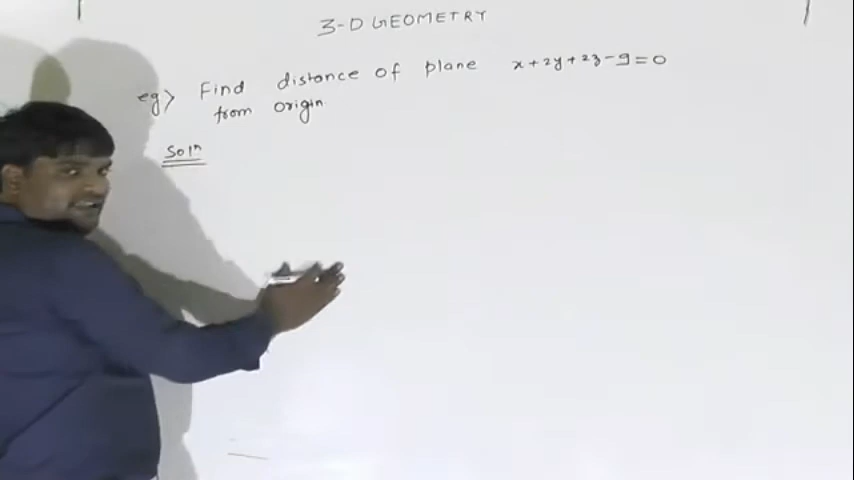 3-D GEOMETRY
eg> Find distance of plane x+2y+2z-9=0
from origin.
Solⁿ